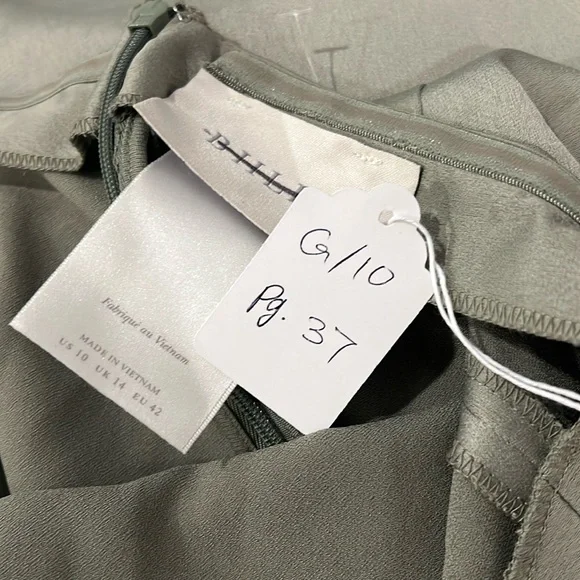 G/10
Pg. 37
Fabriqué au Vietnam
MADE IN VIETNAM
US 10 UK 14 EU 42